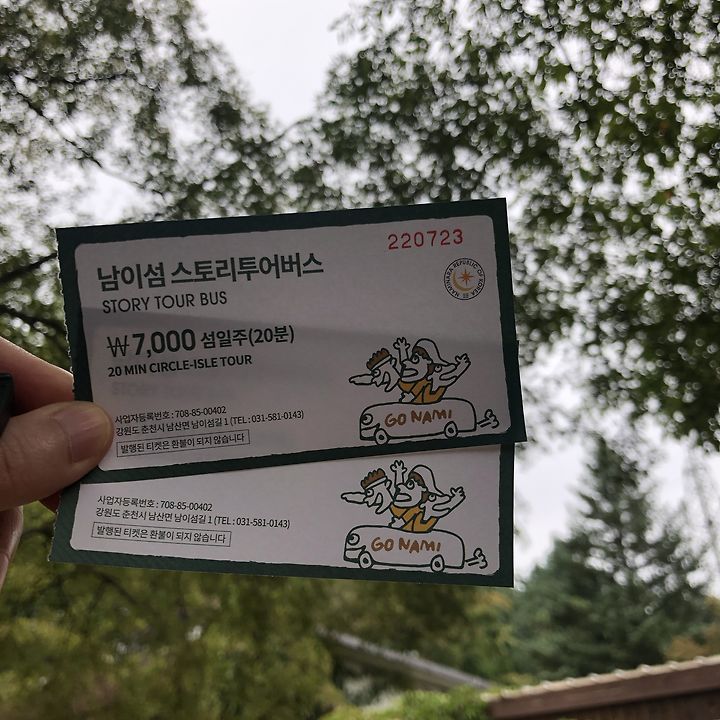 220723
남이섬 스토리투어버스
STORY TOUR BUS
NAMINARA REPUBLIC OF KOREA
₩7,000 섬일주(20분)
20 MIN CIRCLE-ISLE TOUR
GO NAMI
사업자등록번호 : 708-85-00402
강원도 춘천시 남산면 남이섬길 1 (TEL : 031-581-0143)
발행된 티켓은 환불이 되지 않습니다
사업자등록번호 : 708-85-00402
강원도 춘천시 남산면 남이섬길 1 (TEL : 031-581-0143)
발행된 티켓은 환불이 되지 않습니다
GO NAMI